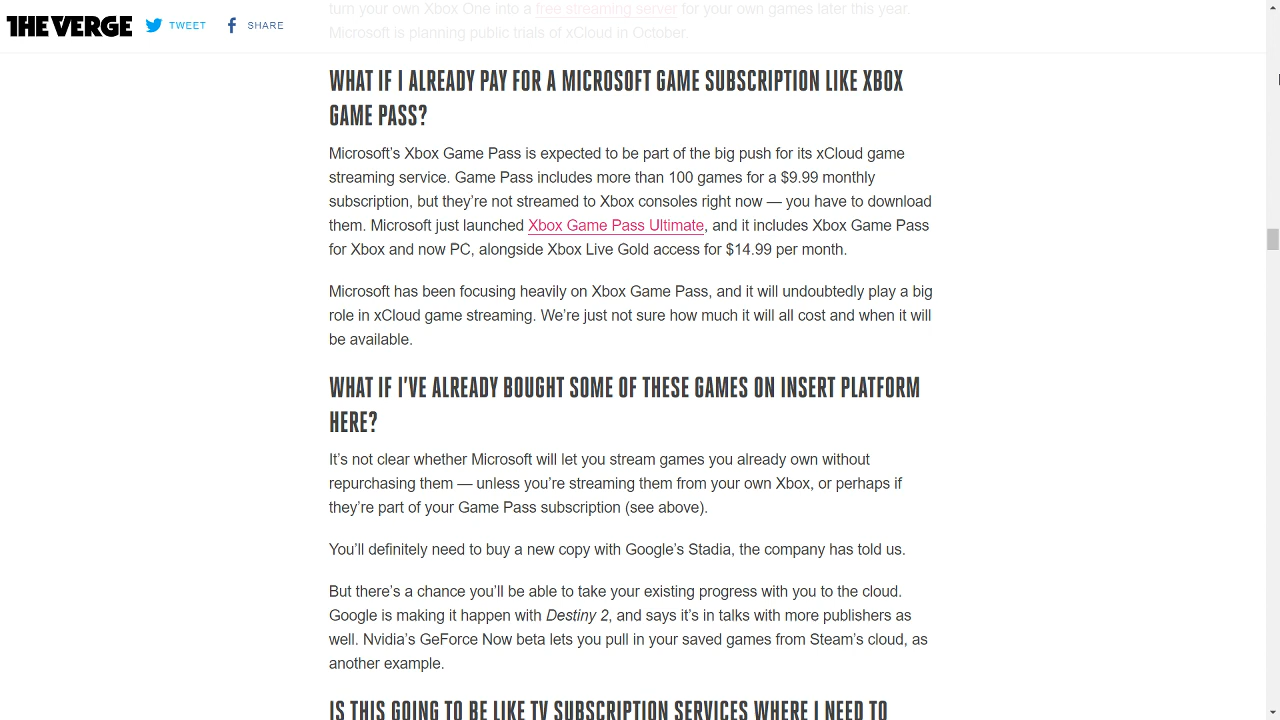 turn your own Xbox One into a free streaming server for your own games later this year.
THE VERGE TWEET SHARE
Microsoft is planning public trials of xCloud in October.
WHAT IF I ALREADY PAY FOR A MICROSOFT GAME SUBSCRIPTION LIKE XBOX
GAME PASS?
Microsoft’s Xbox Game Pass is expected to be part of the big push for its xCloud game
streaming service. Game Pass includes more than 100 games for a $9.99 monthly
subscription, but they’re not streamed to Xbox consoles right now — you have to download
them. Microsoft just launched Xbox Game Pass Ultimate, and it includes Xbox Game Pass
for Xbox and now PC, alongside Xbox Live Gold access for $14.99 per month.
Microsoft has been focusing heavily on Xbox Game Pass, and it will undoubtedly play a big
role in xCloud game streaming. We’re just not sure how much it will all cost and when it will
be available.
WHAT IF I’VE ALREADY BOUGHT SOME OF THESE GAMES ON INSERT PLATFORM
HERE?
It’s not clear whether Microsoft will let you stream games you already own without
repurchasing them — unless you’re streaming them from your own Xbox, or perhaps if
they’re part of your Game Pass subscription (see above).
You’ll definitely need to buy a new copy with Google’s Stadia, the company has told us.
But there’s a chance you’ll be able to take your existing progress with you to the cloud.
Google is making it happen with Destiny 2, and says it’s in talks with more publishers as
well. Nvidia’s GeForce Now beta lets you pull in your saved games from Steam’s cloud, as
another example.
IS THIS GOING TO BE LIKE TV SUBSCRIPTION SERVICES WHERE I NEED TO